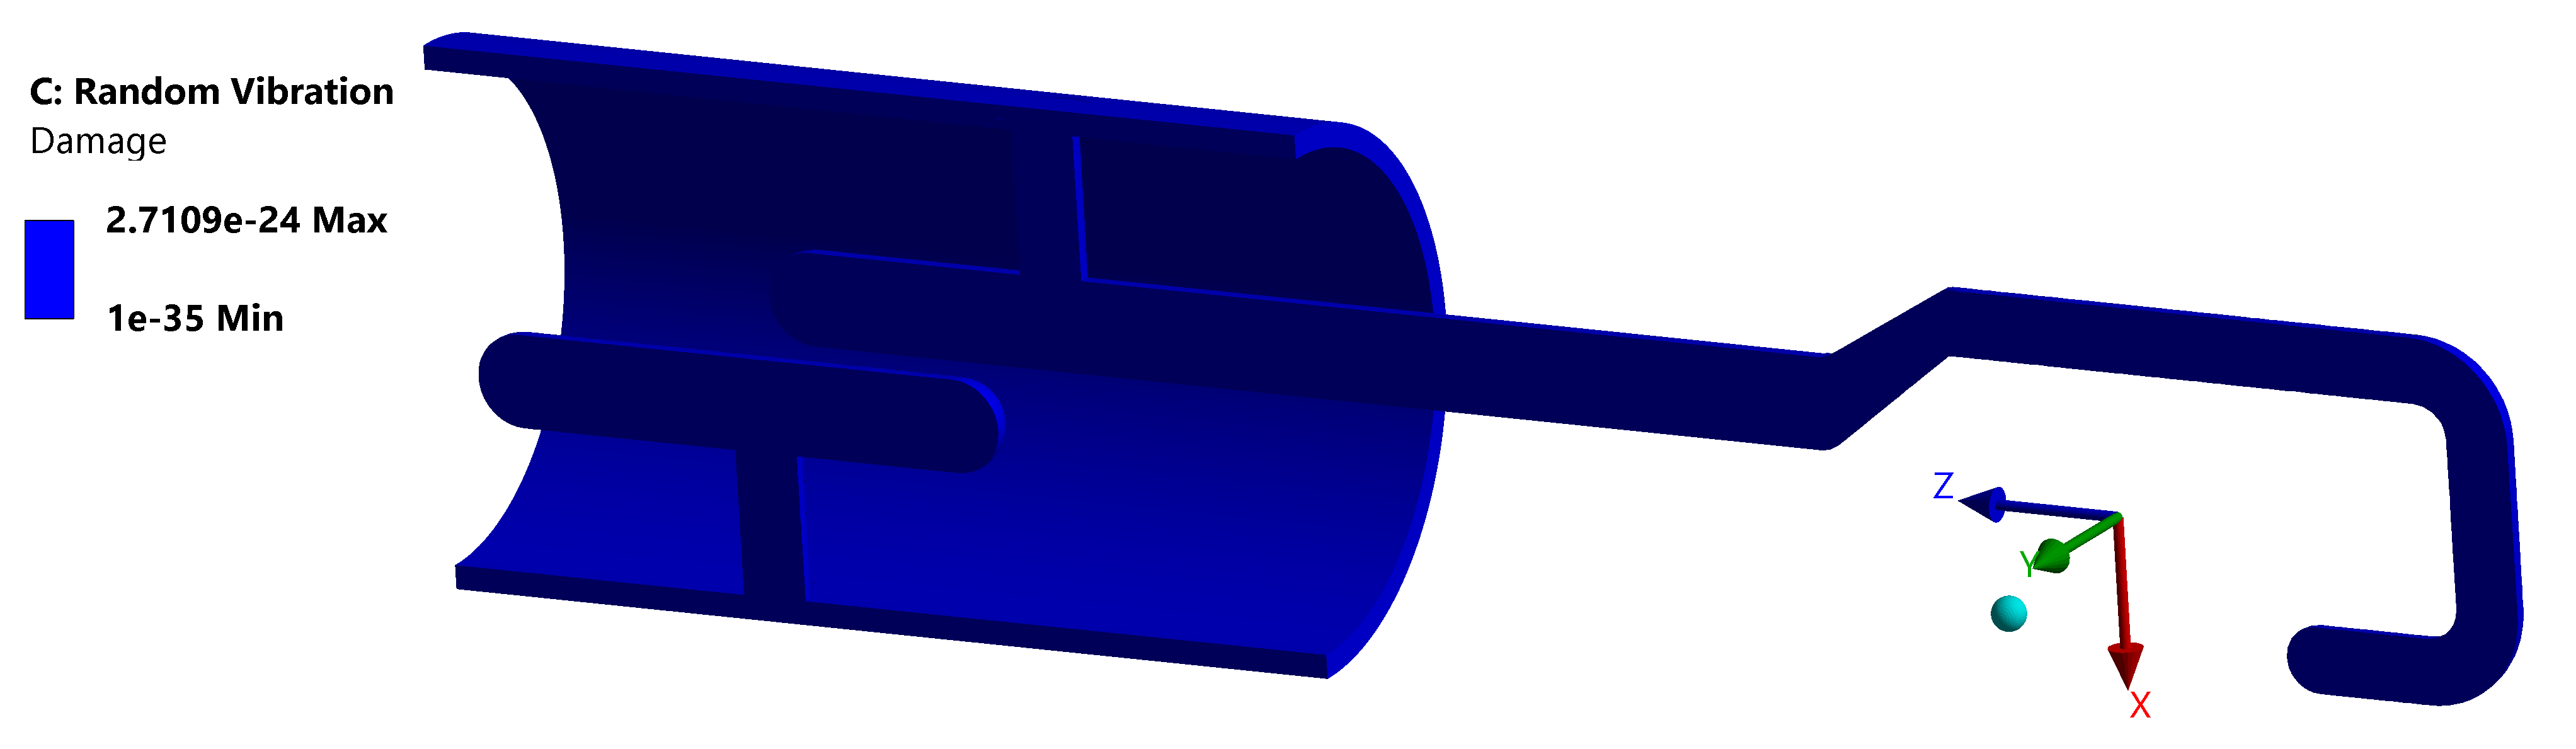 C: Random Vibration
Damage
2.7109e-24 Max
1e-35 Min
Z
Y
X